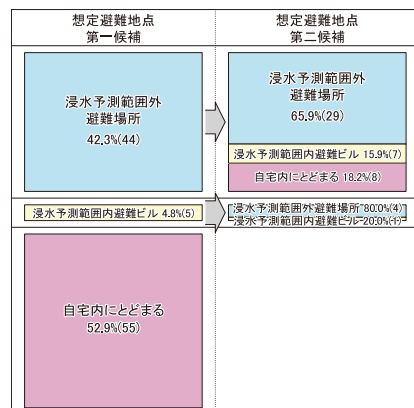 想定避難地点
第一候補
想定避難地点
第二候補
浸水予測範囲外
避難場所
42.3%(44)
浸水予測範囲外
避難場所
65.9%(29)
浸水予測範囲内避難ビル 15.9%(7)
自宅内にとどまる 18.2%(8)
浸水予測範囲内避難ビル 4.8%(5)
浸水予測範囲外避難場所 80.0%(4)
浸水予測範囲内避難ビル 20.0%(1)
自宅内にとどまる
52.9%(55)